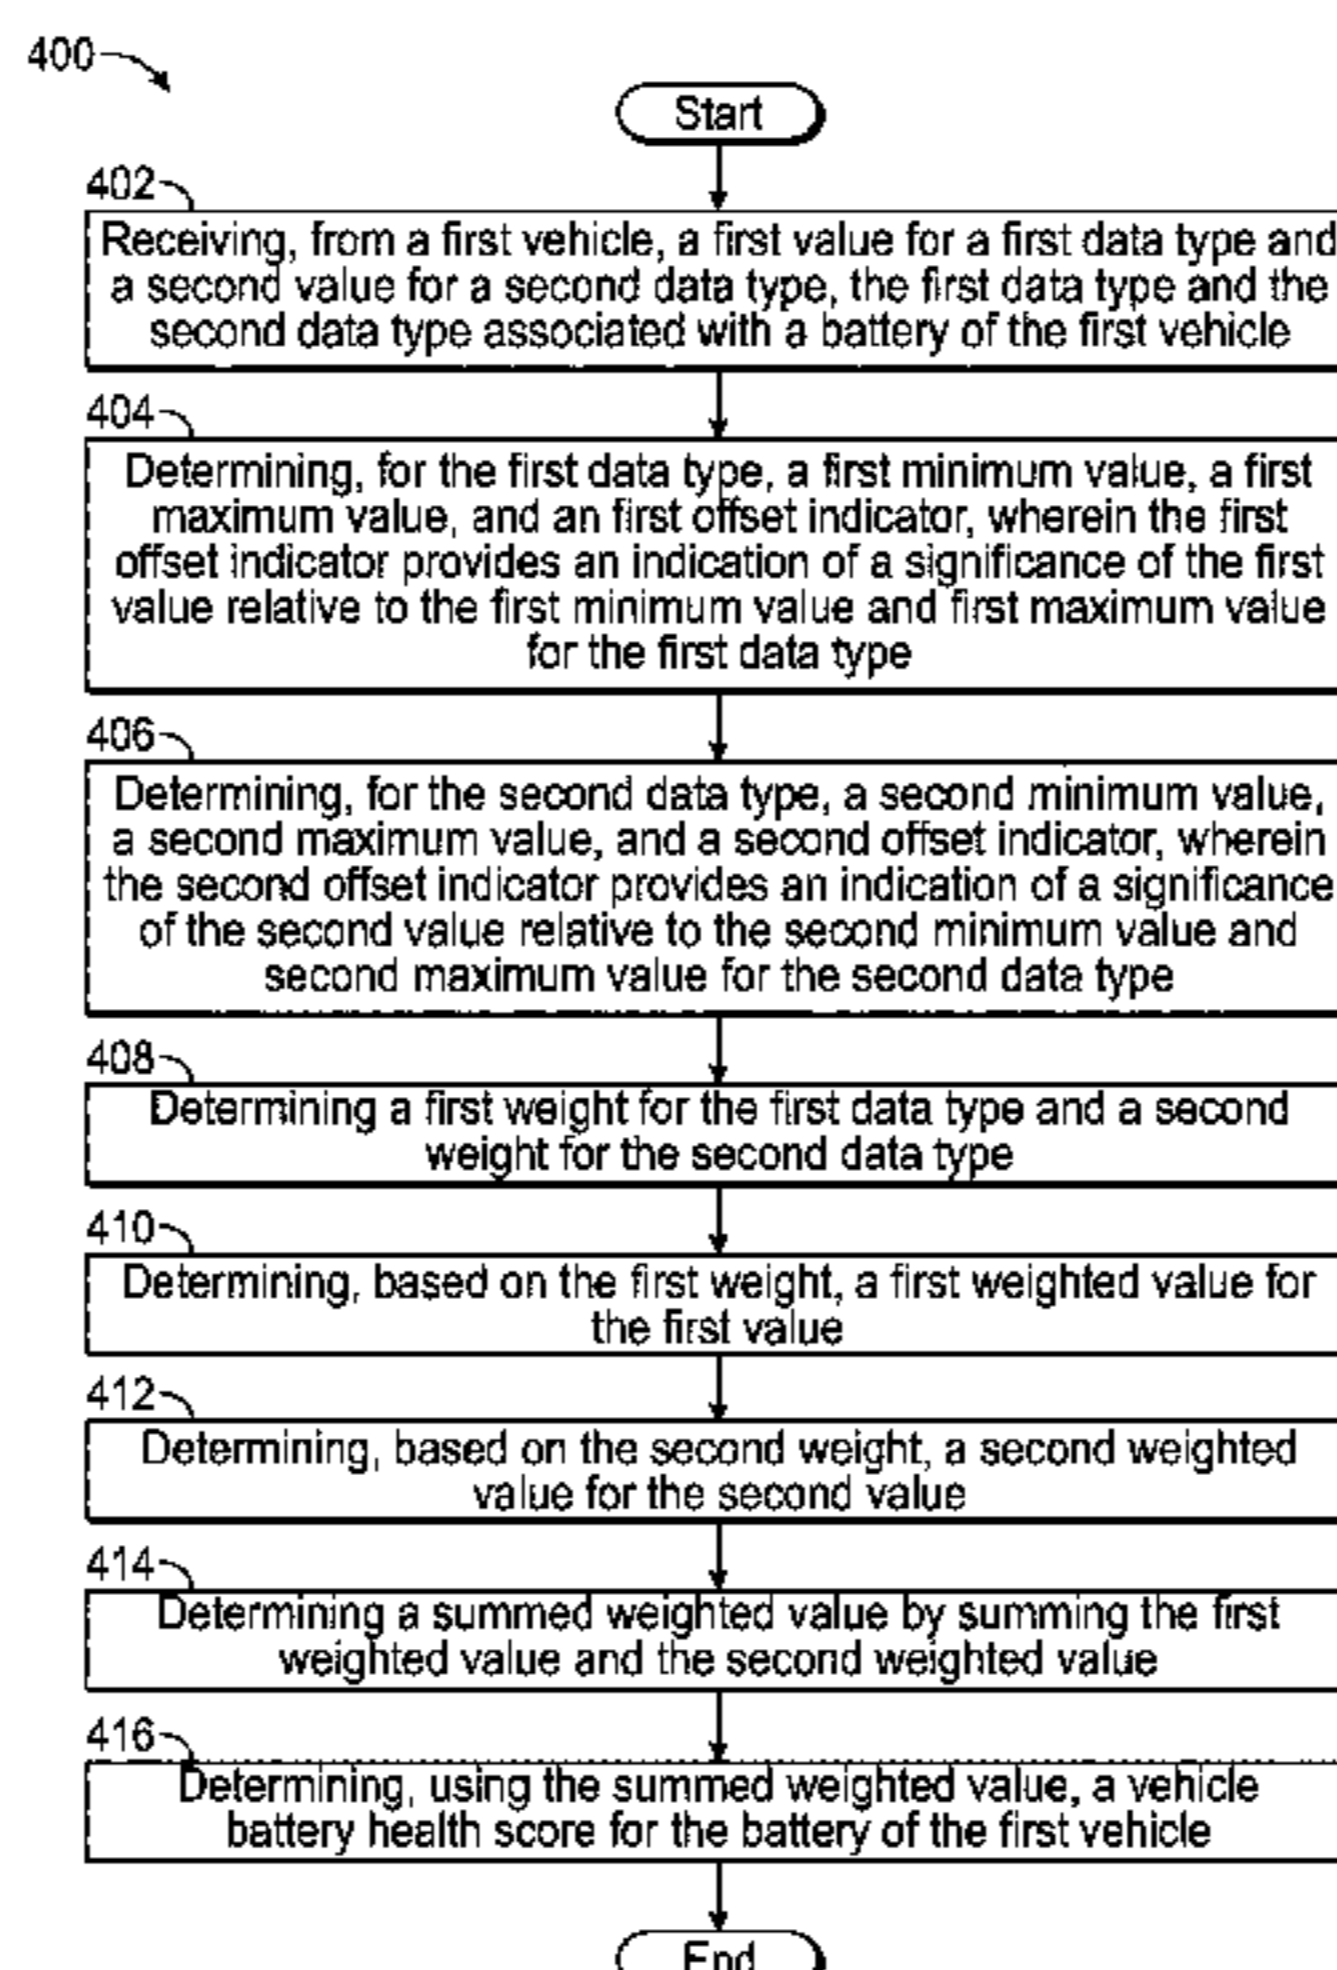 400
Start
402
Receiving, from a first vehicle, a first value for a first data type and
a second value for a second data type, the first data type and the
second data type associated with a battery of the first vehicle
404
Determining, for the first data type, a first minimum value, a first
maximum value, and an first offset indicator, wherein the first
offset indicator provides an indication of a significance of the first
value relative to the first minimum value and first maximum value
for the first data type
406
Determining, for the second data type, a second minimum value,
a second maximum value, and a second offset indicator, wherein
the second offset indicator provides an indication of a significance
of the second value relative to the second minimum value and
second maximum value for the second data type
408
Determining a first weight for the first data type and a second
weight for the second data type
410
Determining, based on the first weight, a first weighted value for
the first value
412
Determining, based on the second weight, a second weighted
value for the second value
414
Determining a summed weighted value by summing the first
weighted value and the second weighted value
416
Determining, using the summed weighted value, a vehicle
battery health score for the battery of the first vehicle
End